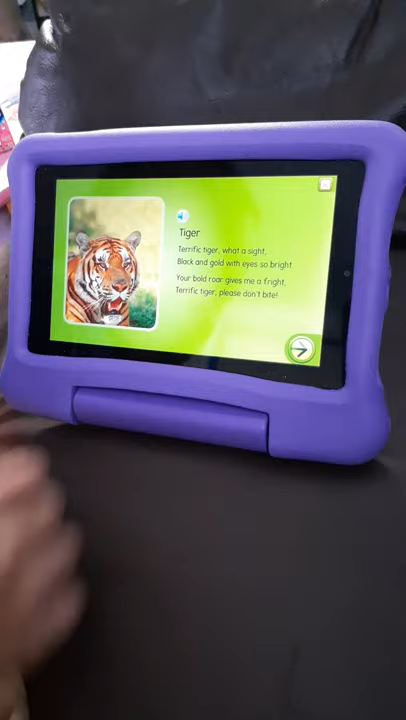 Tiger
Terrific tiger, what a sight,
Black and gold with eyes so bright.
Your bold roar gives me a fright,
Terrific tiger, please don't bite!